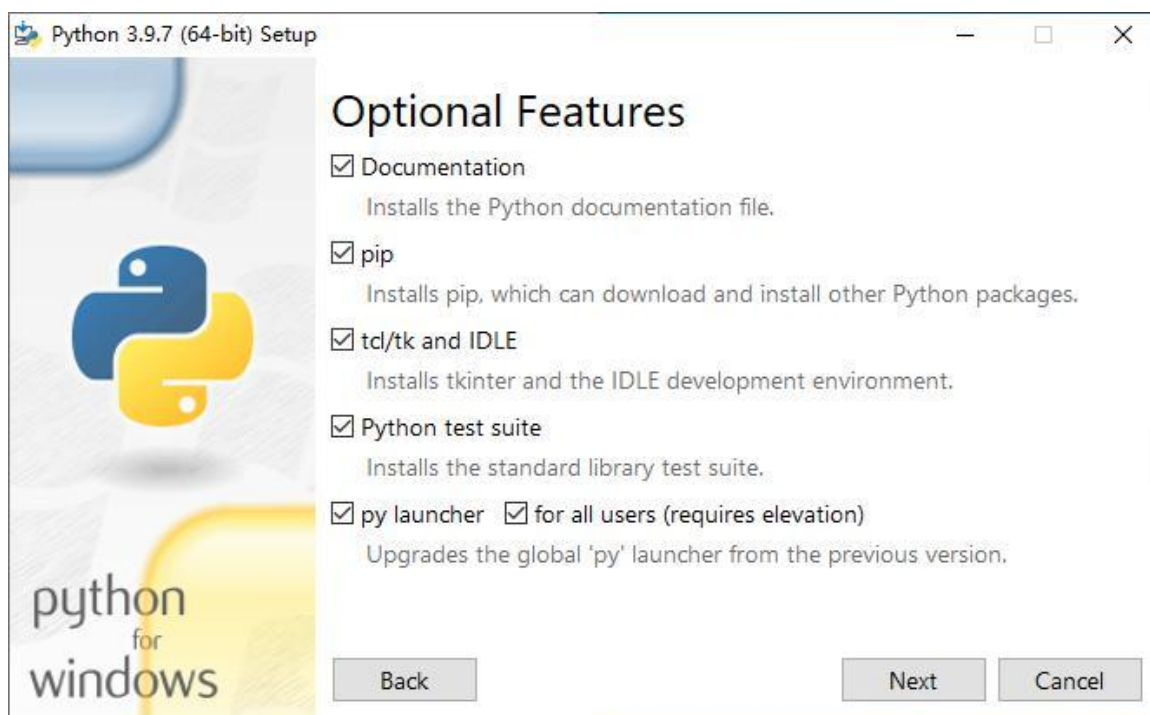 Python 3.9.7 (64-bit) Setup
Optional Features
Documentation
Installs the Python documentation file.
pip
Installs pip, which can download and install other Python packages.
tcl/tk and IDLE
Installs tkinter and the IDLE development environment.
Python test suite
Installs the standard library test suite.
py launcher for all users (requires elevation)
Upgrades the global 'py' launcher from the previous version.
python
for
windows
Back Next Cancel